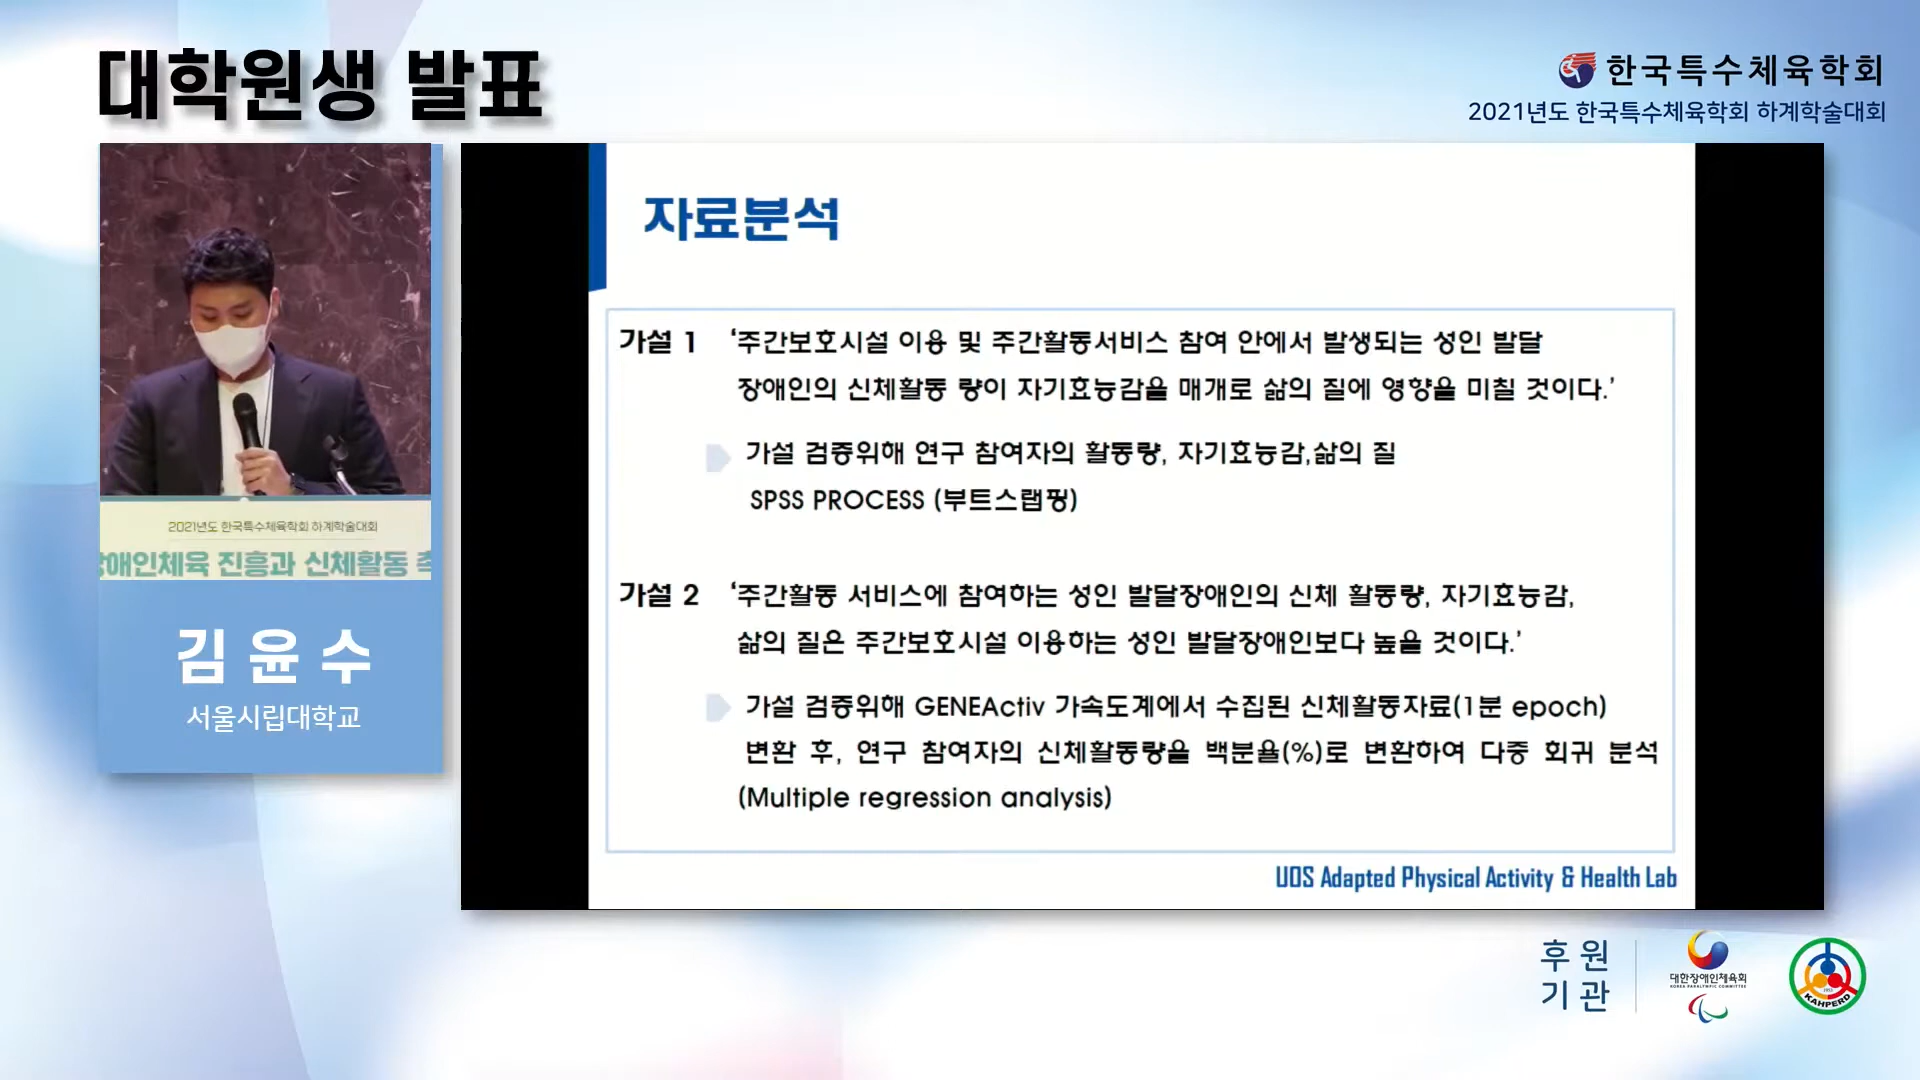 대학원생 발표
한국특수체육학회
2021년도 한국특수체육학회 하계학술대회
2021년도 한국특수체육학회 하계학술대회
장애인체육 진흥과 신체활동 측
김윤수
서울시립대학교
자료분석
가설 1 ‘주간보호시설 이용 및 주간활동서비스 참여 안에서 발생되는 성인 발달
장애인의 신체활동 량이 자기효능감을 매개로 삶의 질에 영향을 미칠 것이다.’
가설 검증위해 연구 참여자의 활동량, 자기효능감,삶의 질
SPSS PROCESS (부트스랩핑)
가설 2 ‘주간활동 서비스에 참여하는 성인 발달장애인의 신체 활동량, 자기효능감,
삶의 질은 주간보호시설 이용하는 성인 발달장애인보다 높을 것이다.’
가설 검증위해 GENEActiv 가속도계에서 수집된 신체활동자료(1분 epoch)
변환 후, 연구 참여자의 신체활동량을 백분율(%)로 변환하여 다중 회귀 분석
(Multiple regression analysis)
UOS Adapted Physical Activity & Health Lab
후원
기관
대한장애인체육회
KOREA PARALYMPIC COMMITTEE
1953
KAHPERD